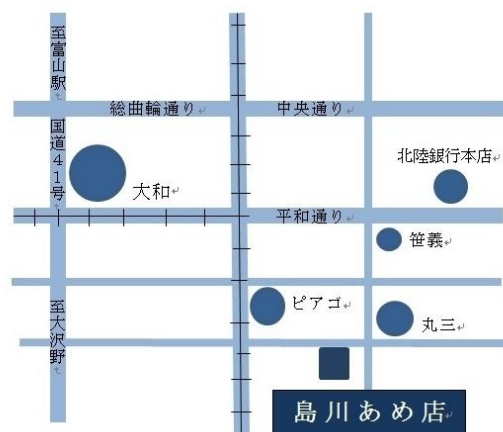 至富山駅
総曲輪通り
中央通り
国道41号
北陸銀行本店
大和
平和通り
笹義
至大沢野
ピアゴ
丸三
島川あめ店